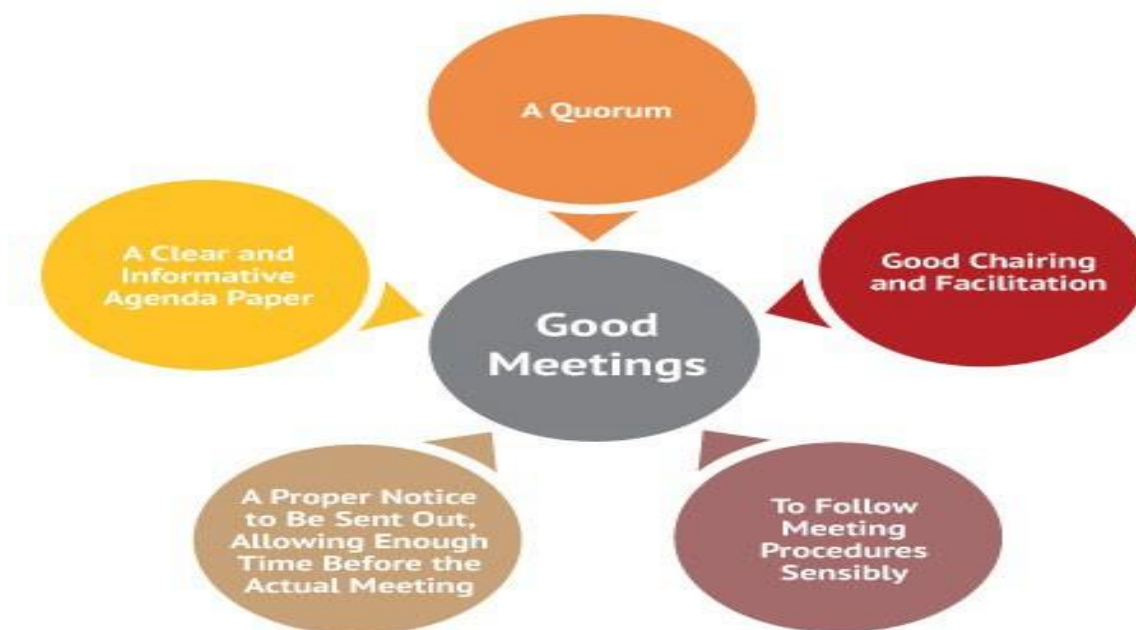 A Quorum
A Clear and
Informative
Agenda Paper
Good Chairing
and Facilitation
Good
Meetings
A Proper Notice
to Be Sent Out,
Allowing Enough
Time Before the
Actual Meeting
To Follow
Meeting
Procedures
Sensibly